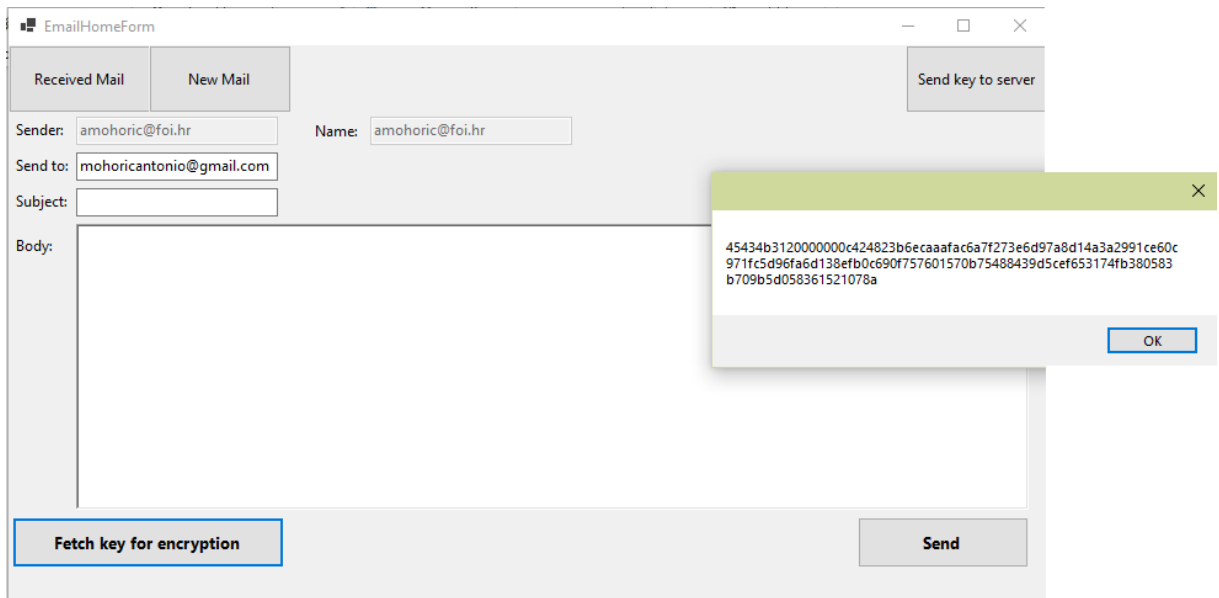 EmailHomeForm
Received Mail New Mail Send key to server
Sender: amohoric@foi.hr Name: amohoric@foi.hr
Send to: mohoricantonio@gmail.com
Subject:
Body:
45434b3120000000c424823b6ecaaafac6a7f273e6d97a8d14a3a2991ce60c
971fc5d96fa6d138efb0c690f757601570b75488439d5cef653174fb380583
b709b5d058361521078a
OK
Fetch key for encryption Send